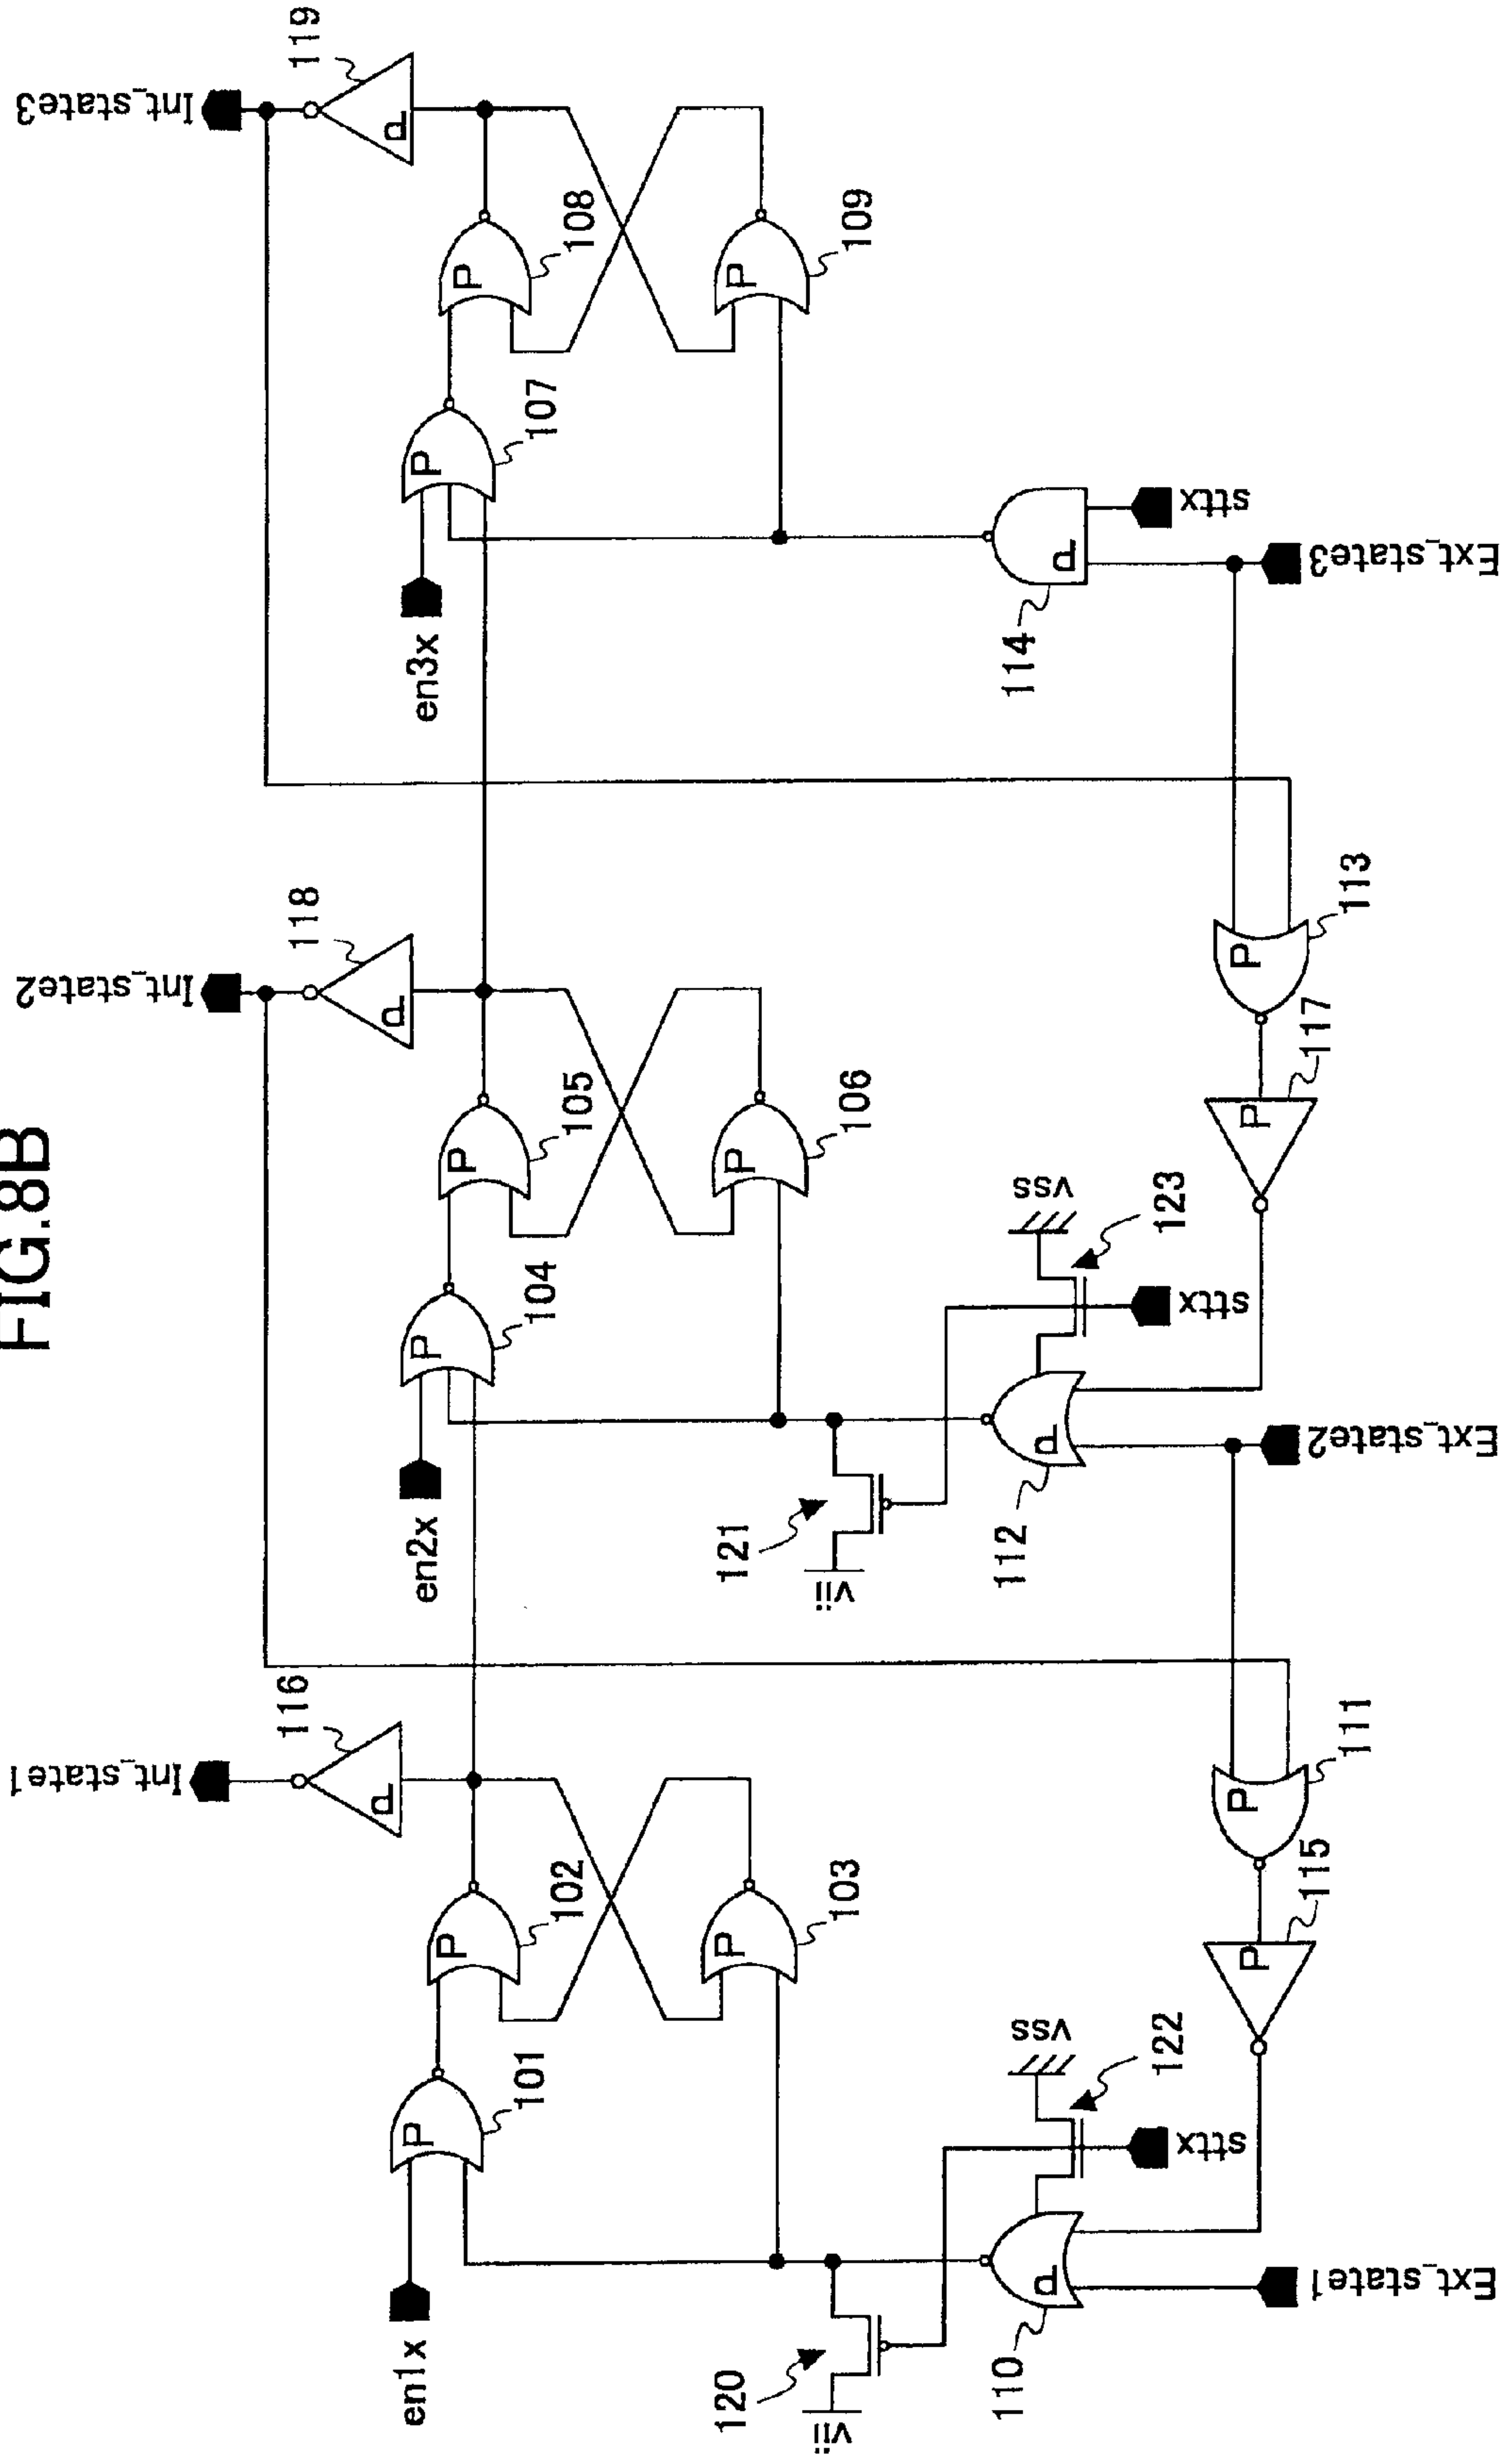 FIG.8B
Int_state1
Int_state2
Int_state3
116
118
119
P
P
P
en1x
en2x
en3x
P
101
P
102
P
104
P
105
P
107
P
108
P
103
P
106
P
109
120
vii
121
vii
122
vss
123
vss
110
P
112
P
114
P
sttx
sttx
sttx
Ext_state1
Ext_state2
Ext_state3
P
115
P
111
P
117
P
113